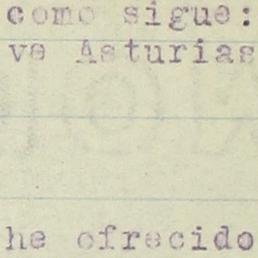 como sigue:
ve Asturias
he ofrecido